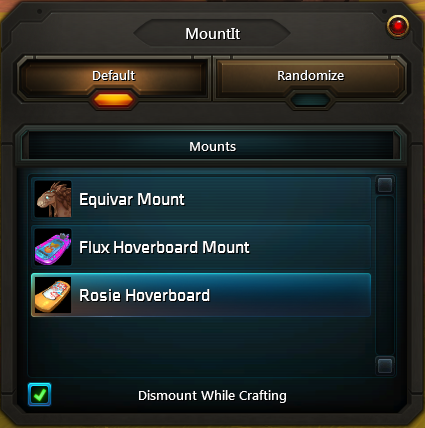 MountIt
Default
Randomize
Mounts
Equivar Mount
Flux Hoverboard Mount
Rosie Hoverboard
Dismount While Crafting